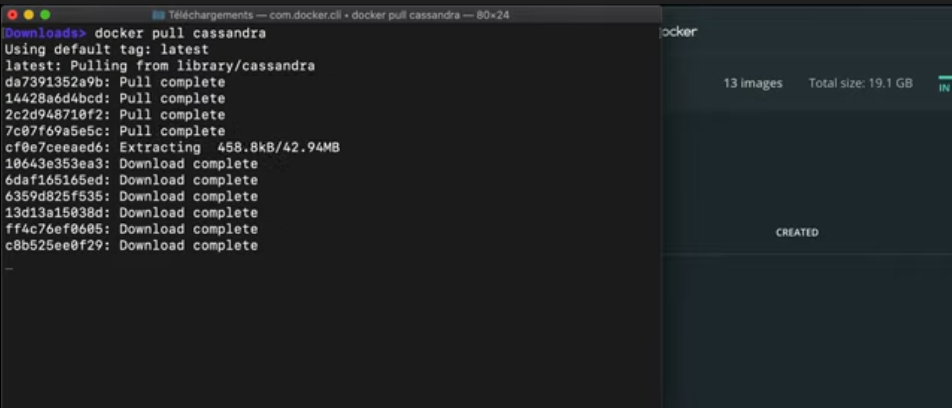 Téléchargements — com.docker.cli • docker pull cassandra — 80×24
Downloads> docker pull cassandra
Using default tag: latest
latest: Pulling from library/cassandra
da7391352a9b: Pull complete
14428a6d4bcd: Pull complete
2c2d948710f2: Pull complete
7c07f69a5e5c: Pull complete
cf0e7ceeaed6: Extracting  458.8kB/42.94MB
10643e353ea3: Download complete
6daf165165ed: Download complete
6359d825f535: Download complete
13d13a15038d: Download complete
ff4c76ef0605: Download complete
c8b525ee0f29: Download complete
ocker
13 images Total size: 19.1 GB IN
CREATED